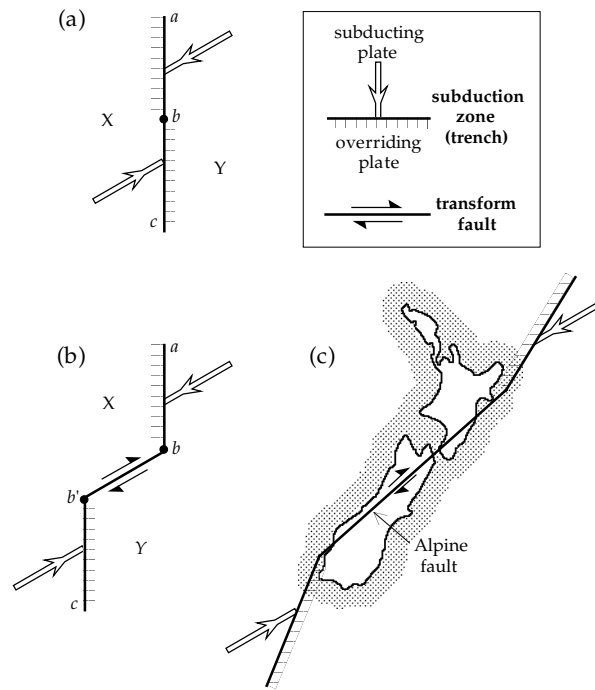 (a)
a
X
b
Y
c
subducting
plate
subduction
zone
(trench)
overriding
plate
transform
fault
(b)
a
X
b
b'
Y
c
(c)
Alpine
fault